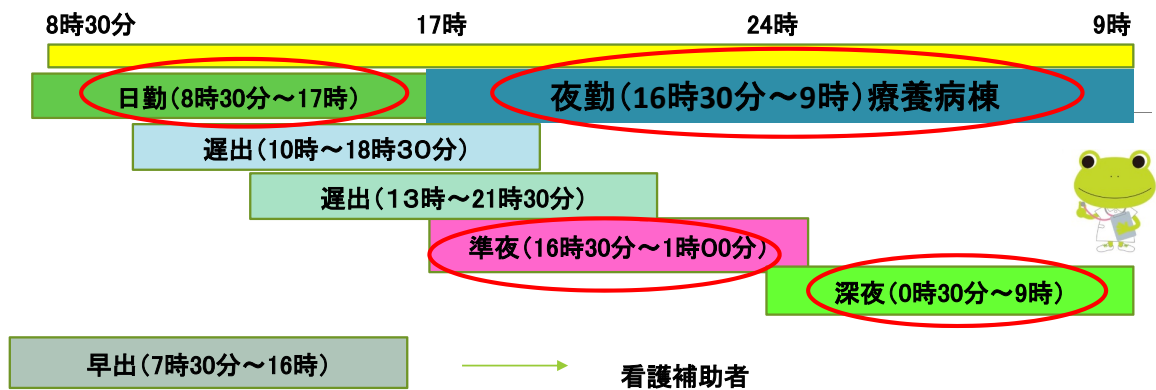 8時30分 17時 24時 9時
日勤(8時30分～17時) 夜勤(16時30分～9時)療養病棟
遅出(10時～18時30分)
遅出(13時～21時30分)
準夜(16時30分～1時00分)
深夜(0時30分～9時)
早出(7時30分～16時)
看護補助者